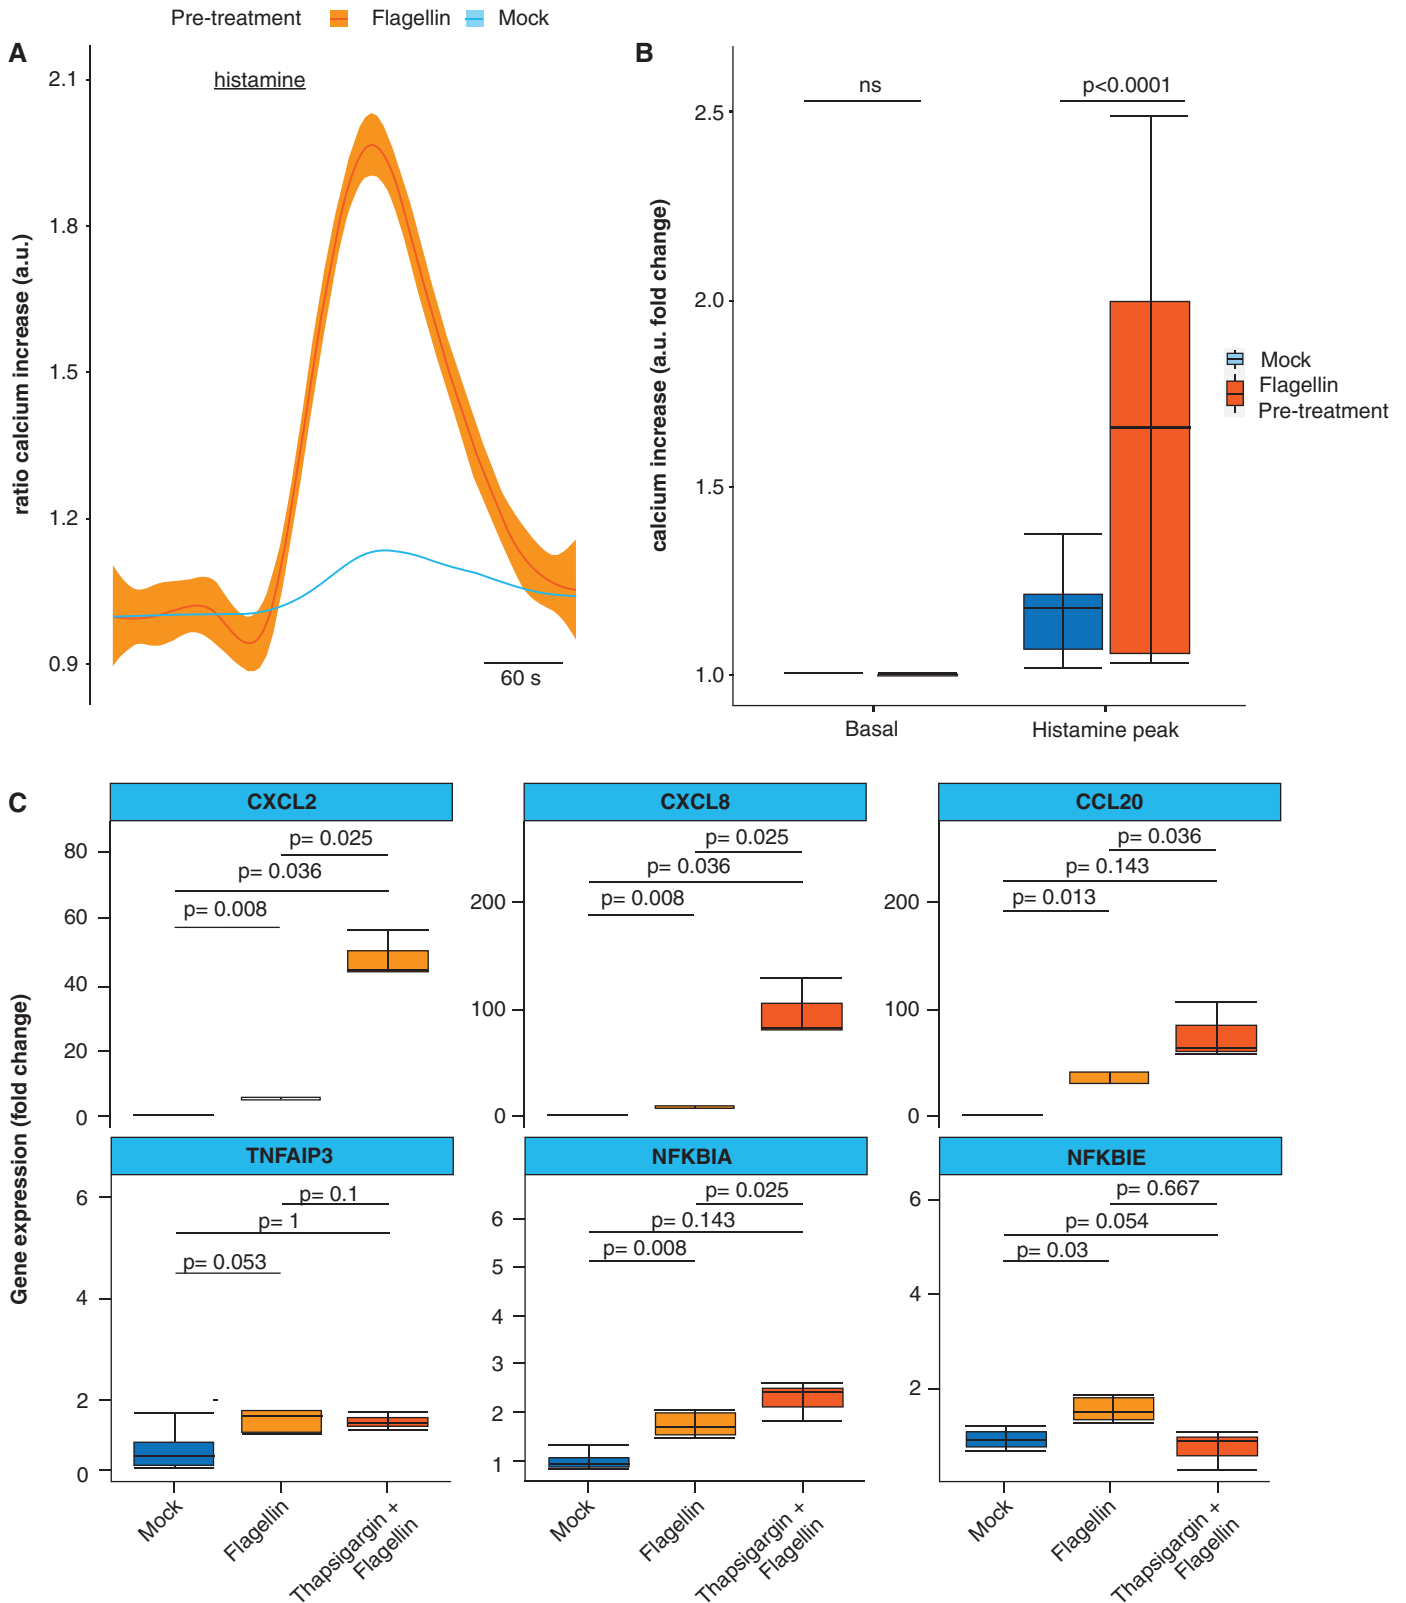 Pre-treatment Flagellin Mock
A
histamine
2.1
1.8
1.5
1.2
0.9
ratio calcium increase (a.u.)
60 s
B
ns
p<0.0001
2.5
2.0
1.5
1.0
calcium increase (a.u. fold change)
Basal
Histamine peak
Mock
Flagellin
Pre-treatment
C
Gene expression (fold change)
CXCL2
p= 0.025
p= 0.036
p= 0.008
80
60
40
20
0
CXCL8
p= 0.025
p= 0.036
p= 0.008
200
100
0
CCL20
p= 0.036
p= 0.143
p= 0.013
200
100
0
TNFAIP3
p= 0.1
p= 1
p= 0.053
6
4
2
0
Mock
Flagellin
Thapsigargin +
Flagellin
NFKBIA
p= 0.025
p= 0.143
p= 0.008
6
5
4
3
2
1
Mock
Flagellin
Thapsigargin +
Flagellin
NFKBIE
p= 0.667
p= 0.054
p= 0.03
6
4
2
Mock
Flagellin
Thapsigargin +
Flagellin